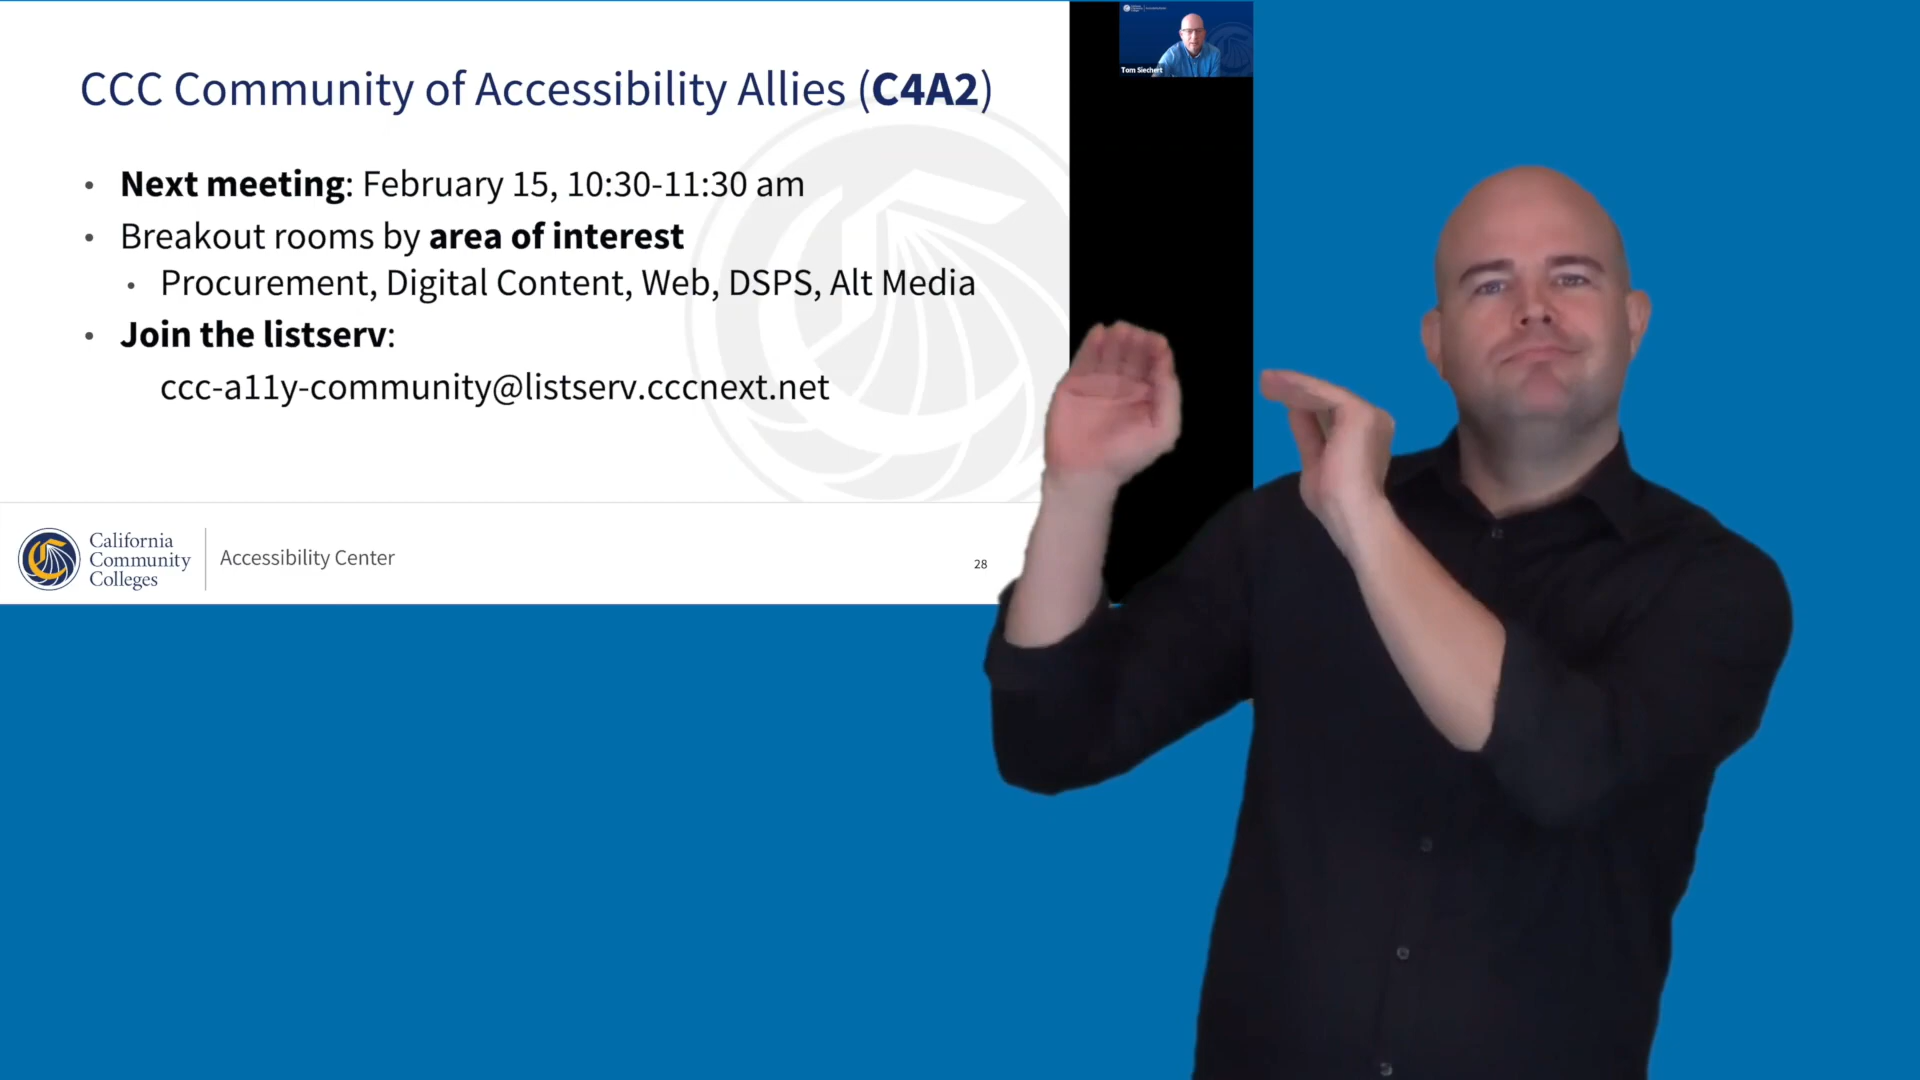 CCC Community of Accessibility Allies (C4A2)
• Next meeting: February 15, 10:30-11:30 am
• Breakout rooms by area of interest
• Procurement, Digital Content, Web, DSPS, Alt Media
• Join the listserv:
ccc-a11y-community@listserv.cccnext.net
California
Community
Colleges
Accessibility Center
28
Tom Siechert